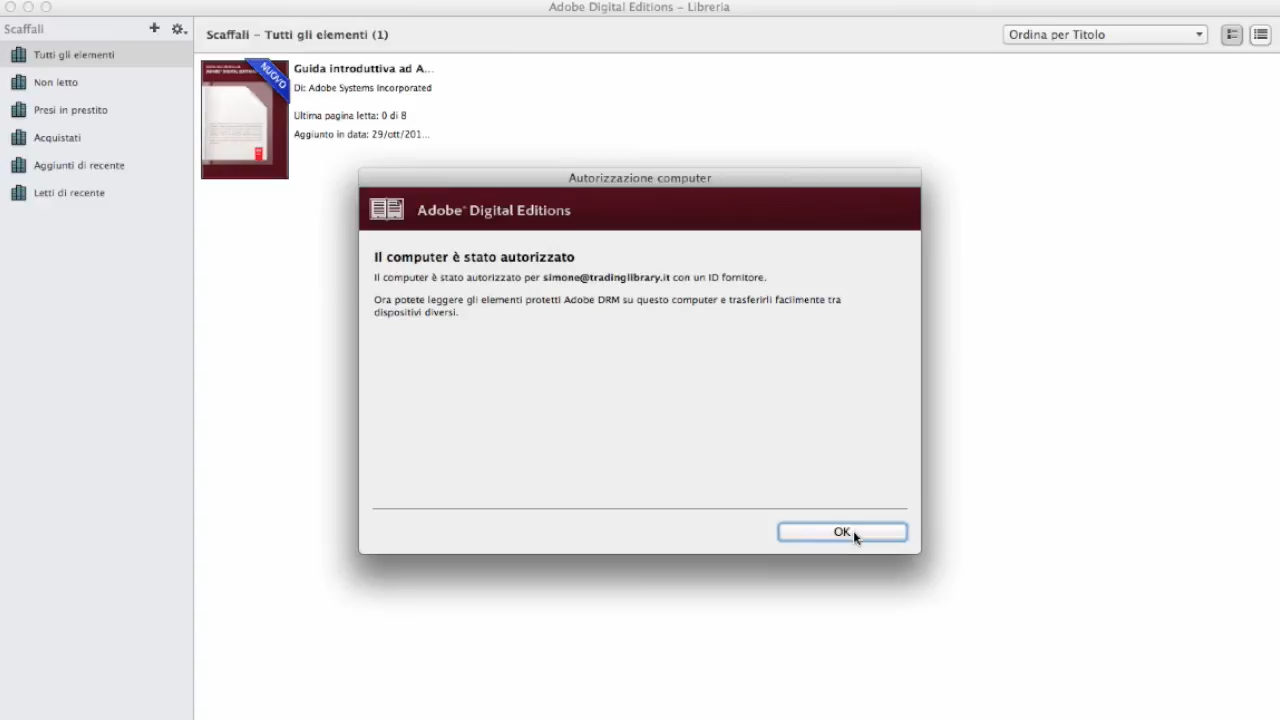 Adobe Digital Editions – Libreria
Scaffali
Scaffali – Tutti gli elementi (1)
Ordina per Titolo
Tutti gli elementi
Non letto
Presi in prestito
Acquistati
Aggiunti di recente
Letti di recente
NUOVO
Guida introduttiva ad A...
Di: Adobe Systems Incorporated
Ultima pagina letta: 0 di 8
Aggiunto in data: 29/ott/201...
Autorizzazione computer
Adobe® Digital Editions
Il computer è stato autorizzato
Il computer è stato autorizzato per simone@tradinglibrary.it con un ID fornitore.
Ora potete leggere gli elementi protetti Adobe DRM su questo computer e trasferirli facilmente tra
dispositivi diversi.
OK